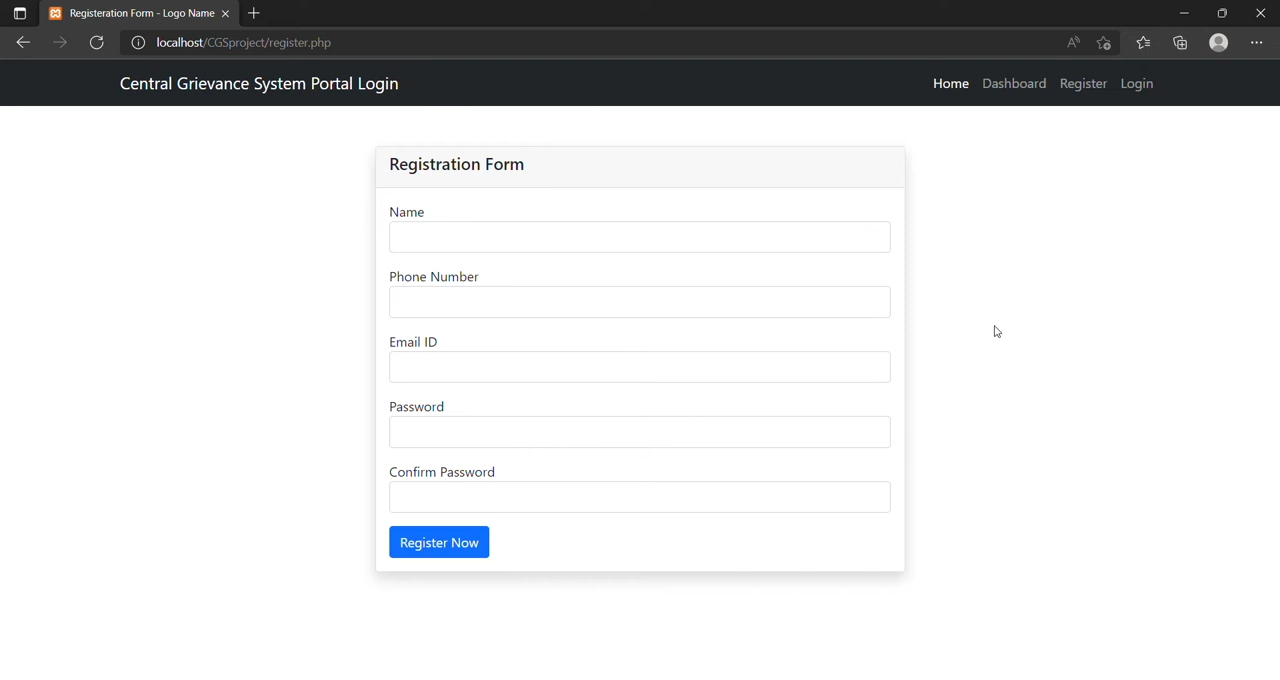 Registeration Form - Logo Name
localhost/CGSproject/register.php
Central Grievance System Portal Login
Home Dashboard Register Login
Registration Form
Name
Phone Number
Email ID
Password
Confirm Password
Register Now